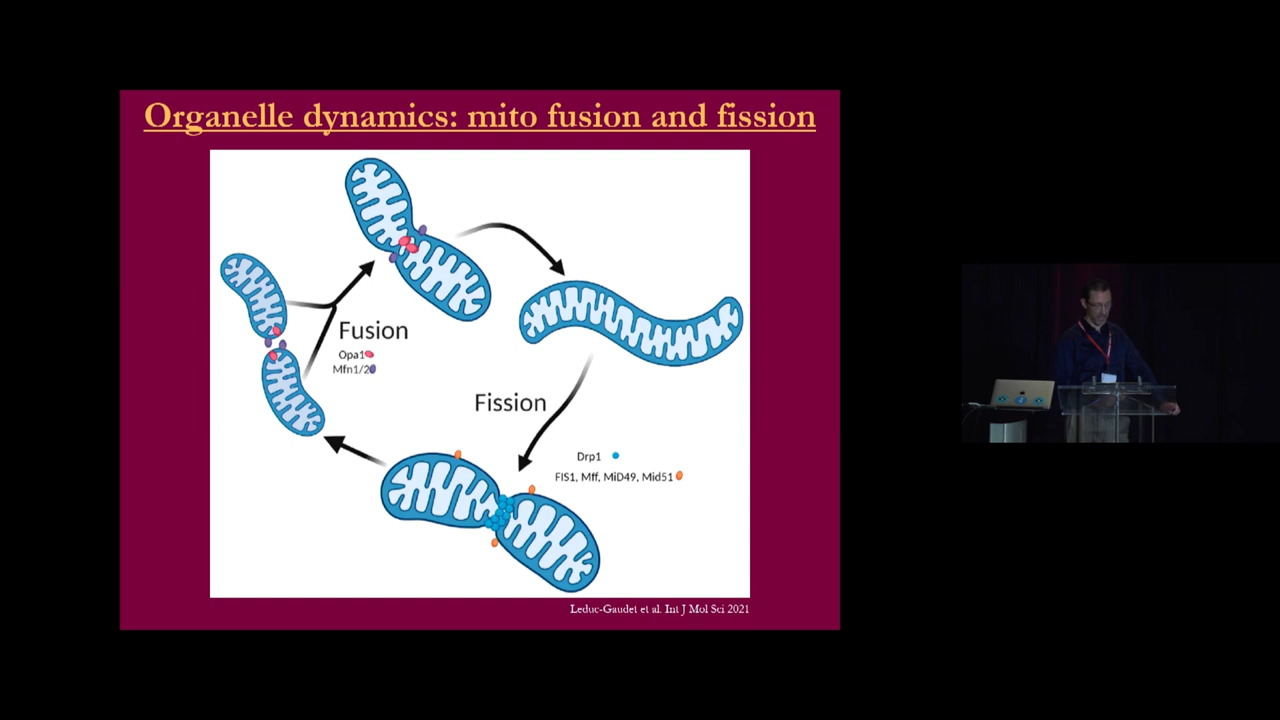 Organelle dynamics: mito fusion and fission
Fusion
Opa1
Mfn1/2
Fission
Drp1
FIS1, Mff, MiD49, Mid51
Leduc-Gaudet et al. Int J Mol Sci 2021